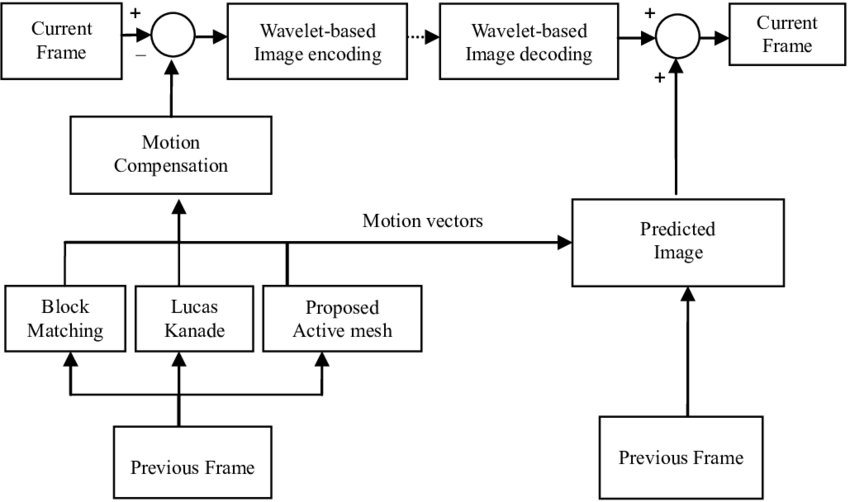 Current
Frame
+
–
Wavelet-based
Image encoding
Wavelet-based
Image decoding
+
+
Current
Frame
Motion
Compensation
Motion vectors
Predicted
Image
Block
Matching
Lucas
Kanade
Proposed
Active mesh
Previous Frame
Previous Frame